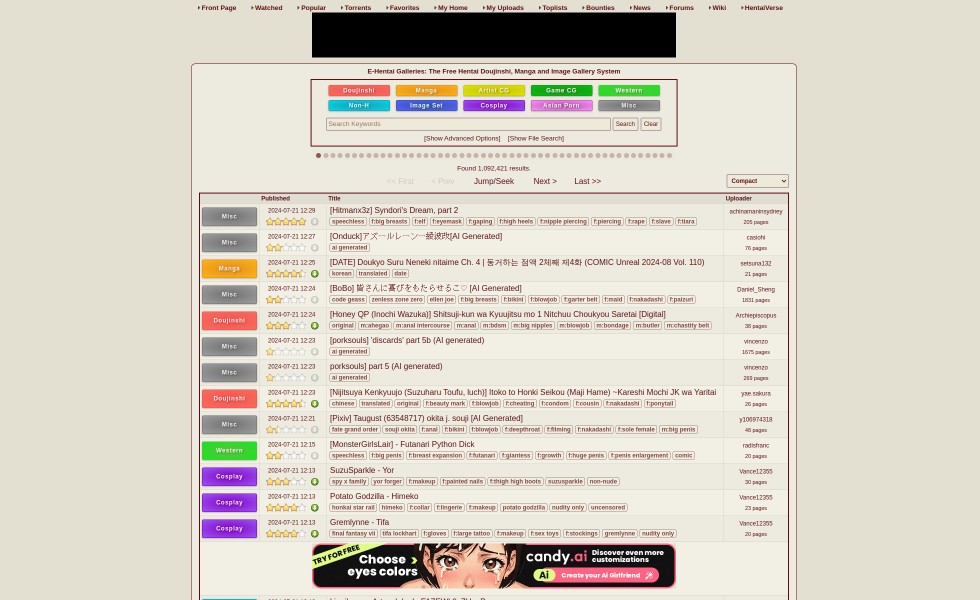 Front Page Watched Popular Torrents Favorites My Home My Uploads Toplists Bounties News Forums Wiki HentaiVerse
E-Hentai Galleries: The Free Hentai Doujinshi, Manga and Image Gallery System
Doujinshi Manga Artist CG Game CG Western
Non-H Image Set Cosplay Asian Porn Misc
Search Keywords Search Clear
[Show Advanced Options] [Show File Search]
Found 1,092,421 results.
<< First < Prev Jump/Seek Next > Last >> Compact
Published Title Uploader
Misc 2024-07-21 12:29 [Hitmanx3z] Syndori's Dream, part 2 achinamaninsydney
speechless f:big breasts f:elf f:eyemask f:gaping f:high heels f:nipple piercing f:piercing f:rape f:slave f:tiara 205 pages
Misc 2024-07-21 12:27 [Onduck]アズールレーン—綾波改[AI Generated] casiohi
ai generated 76 pages
Manga 2024-07-21 12:25 [DATE] Doukyo Suru Neneki nitaime Ch. 4 | 동거하는 점액 2체째 제4화 (COMIC Unreal 2024-08 Vol. 110) setsuna132
korean translated date 21 pages
Misc 2024-07-21 12:24 [BoBo] 皆さんに喜びをもたらせるこ♡ [AI Generated] Daniel_Sheng
code geass zenless zone zero ellen joe f:big breasts f:bikini f:blowjob f:garter belt f:maid f:nakadashi f:paizuri 1831 pages
Doujinshi 2024-07-21 12:24 [Honey QP (Inochi Wazuka)] Shitsuji-kun wa Kyuujitsu mo 1 Nitchuu Choukyou Saretai [Digital] Archiepiscopus
original m:ahegao m:anal intercourse m:anal m:bdsm m:big nipples m:blowjob m:bondage m:butler m:chastity belt 38 pages
Misc 2024-07-21 12:23 [porksouls] 'discards' part 5b (AI generated) vincenzo
ai generated 1675 pages
Misc 2024-07-21 12:23 porksouls] part 5 (AI generated) vincenzo
ai generated 269 pages
Doujinshi 2024-07-21 12:23 [Nijitsuya Kenkyuujo (Suzuharu Toufu, Iuch)] Itoko to Honki Seikou (Maji Hame) ~Kareshi Mochi JK wa Yaritai yae.sakura
chinese translated original f:beauty mark f:blowjob f:cheating f:condom f:cousin f:nakadashi f:ponytail 26 pages
Misc 2024-07-21 12:21 [Pixiv] Taugust (63548717) okita j. souji [AI Generated] y106974318
fate grand order souji okita f:anal f:bikini f:blowjob f:deepthroat f:filming f:nakadashi f:sole female m:big penis 48 pages
Western 2024-07-21 12:15 [MonsterGirlsLair] - Futanari Python Dick radisfranc
speechless f:big penis f:breast expansion f:futanari f:giantess f:growth f:huge penis f:penis enlargement comic 20 pages
Cosplay 2024-07-21 12:13 SuzuSparkle - Yor Vance12355
spy x family yor forger f:makeup f:painted nails f:thigh high boots suzusparkle non-nude 30 pages
Cosplay 2024-07-21 12:13 Potato Godzilla - Himeko Vance12355
honkai star rail himeko f:collar f:lingerie f:makeup potato godzilla nudity only uncensored 23 pages
Cosplay 2024-07-21 12:13 Gremlynne - Tifa Vance12355
final fantasy vii tifa lockhart f:gloves f:large tattoo f:makeup f:sex toys f:stockings gremlynne nudity only 20 pages
TRY FOR FREE Choose eyes colors candy.ai Discover even more customizations
Ai Create your AI Girlfriend